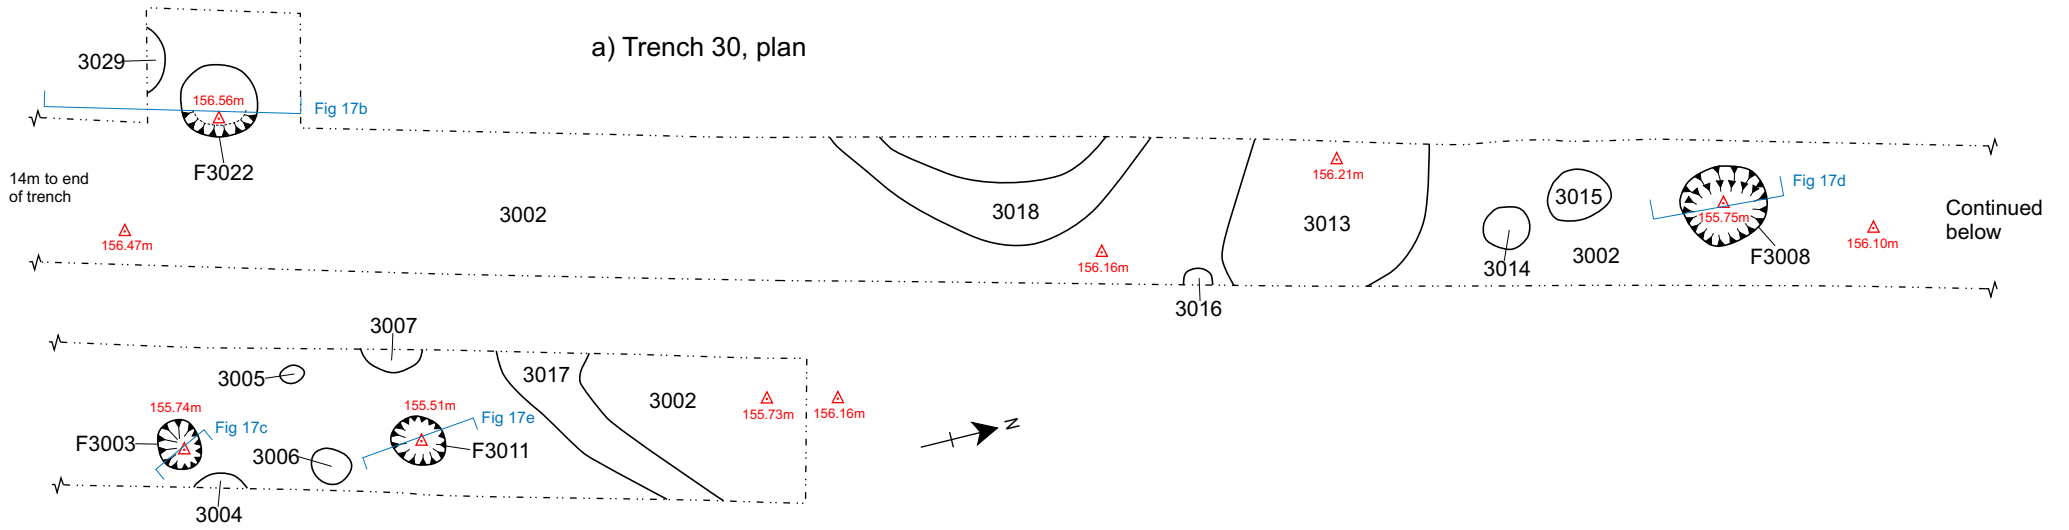 a) Trench 30, plan
3029
156.56m
Fig 17b
F3022
14m to end
of trench
156.47m
3002
3018
156.16m
3016
156.21m
3013
3014
3015
3002
Fig 17d
155.75m
F3008
156.10m
Continued
below
3007
3005
155.74m
Fig 17c
F3003
3004
3006
155.51m
Fig 17e
F3011
3017
3002
155.73m
156.16m
N